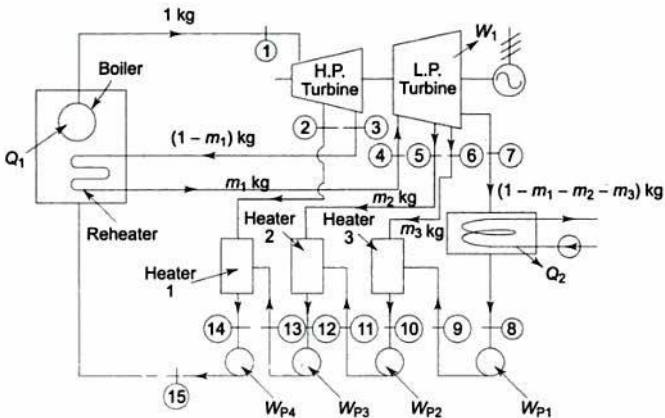 1 kg
1
W1
H.P.
Turbine
L.P.
Turbine
Boiler
Q1
2
3
(1 – m1) kg
4
5
6
7
m1 kg
m2 kg
(1 – m1 – m2 – m3) kg
Reheater
Heater
2
Heater
3
m3 kg
Heater
1
Q2
14
13
12
11
10
9
8
15
WP4
WP3
WP2
WP1